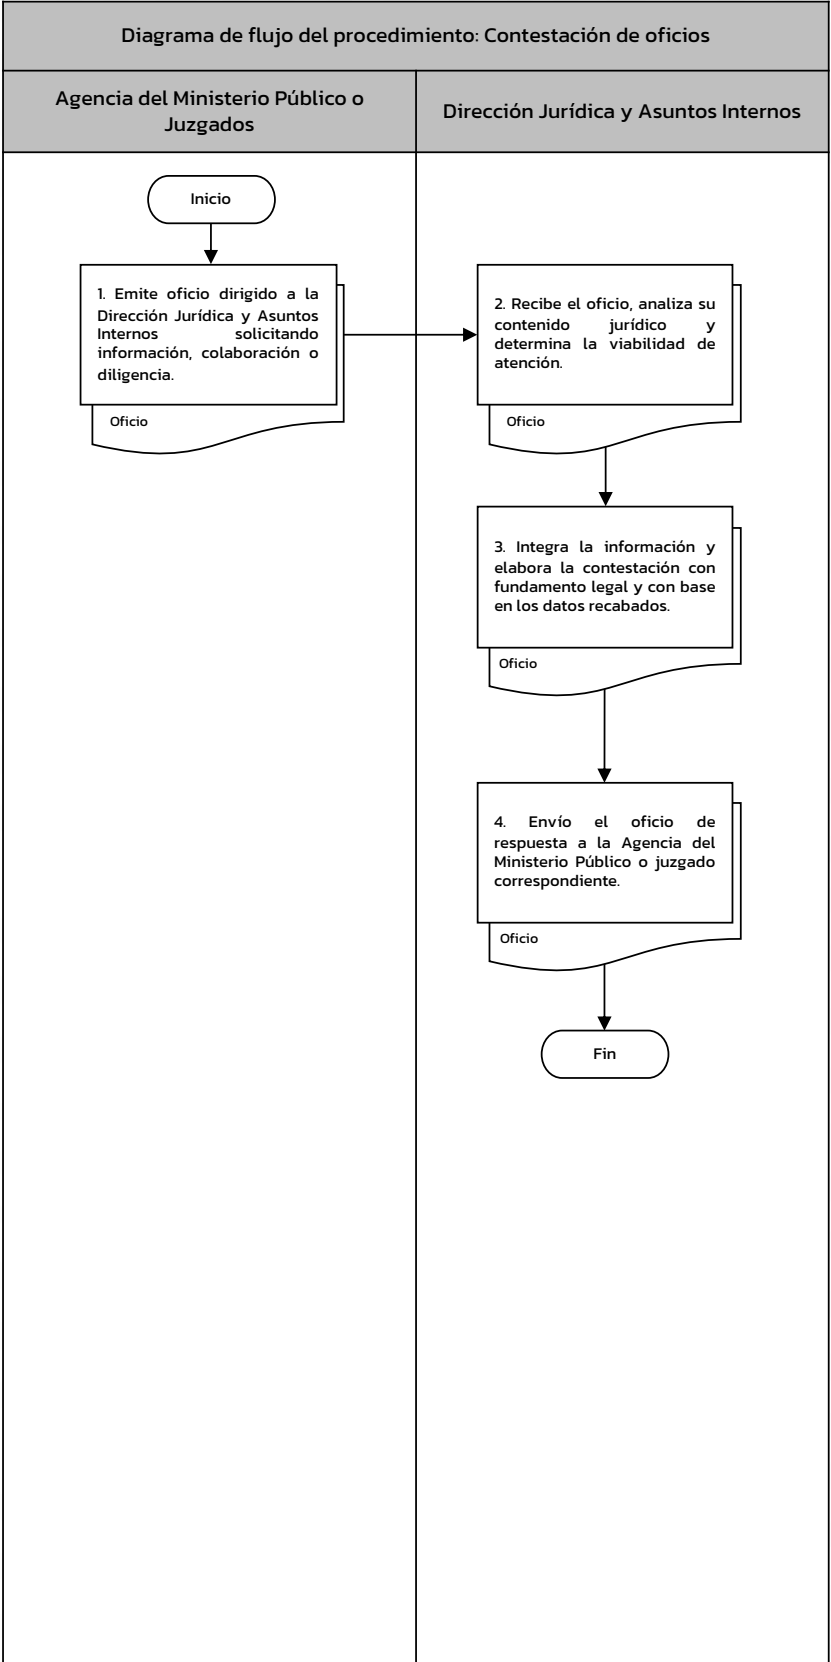 Diagrama de flujo del procedimiento: Contestación de oficios
Agencia del Ministerio Público o
Juzgados
Dirección Jurídica y Asuntos Internos
Inicio
1. Emite oficio dirigido a la
Dirección Jurídica y Asuntos
Internos solicitando
información, colaboración o
diligencia.
Oficio
2. Recibe el oficio, analiza su
contenido jurídico y
determina la viabilidad de
atención.
Oficio
3. Integra la información y
elabora la contestación con
fundamento legal y con base
en los datos recabados.
Oficio
4. Envío el oficio de
respuesta a la Agencia del
Ministerio Público o juzgado
correspondiente.
Oficio
Fin